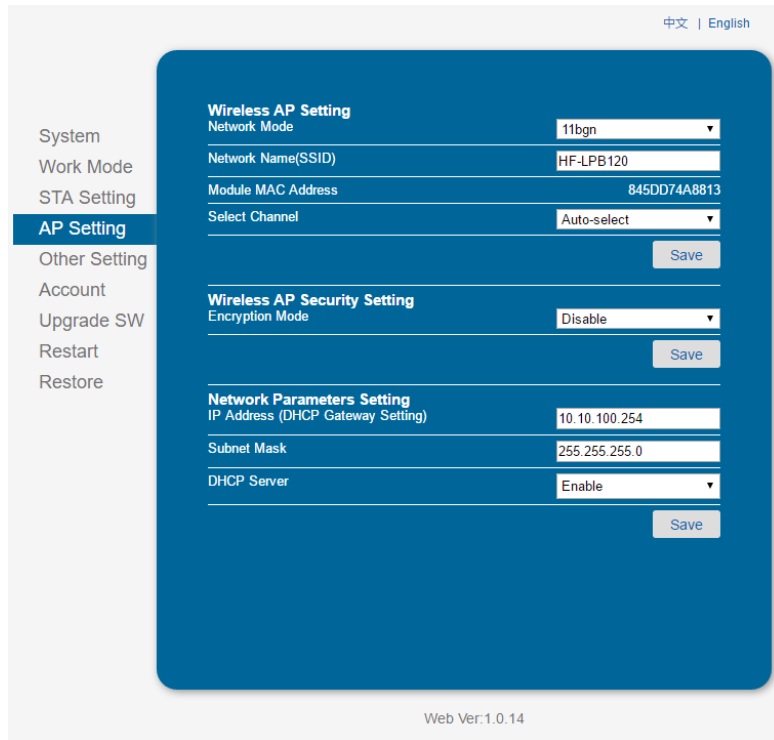 中文 | English
System
Work Mode
STA Setting
AP Setting
Other Setting
Account
Upgrade SW
Restart
Restore
Wireless AP Setting
Network Mode 11bgn
Network Name(SSID) HF-LPB120
Module MAC Address 845DD74A8813
Select Channel Auto-select
Save
Wireless AP Security Setting
Encryption Mode Disable
Save
Network Parameters Setting
IP Address (DHCP Gateway Setting) 10.10.100.254
Subnet Mask 255.255.255.0
DHCP Server Enable
Save
Web Ver:1.0.14